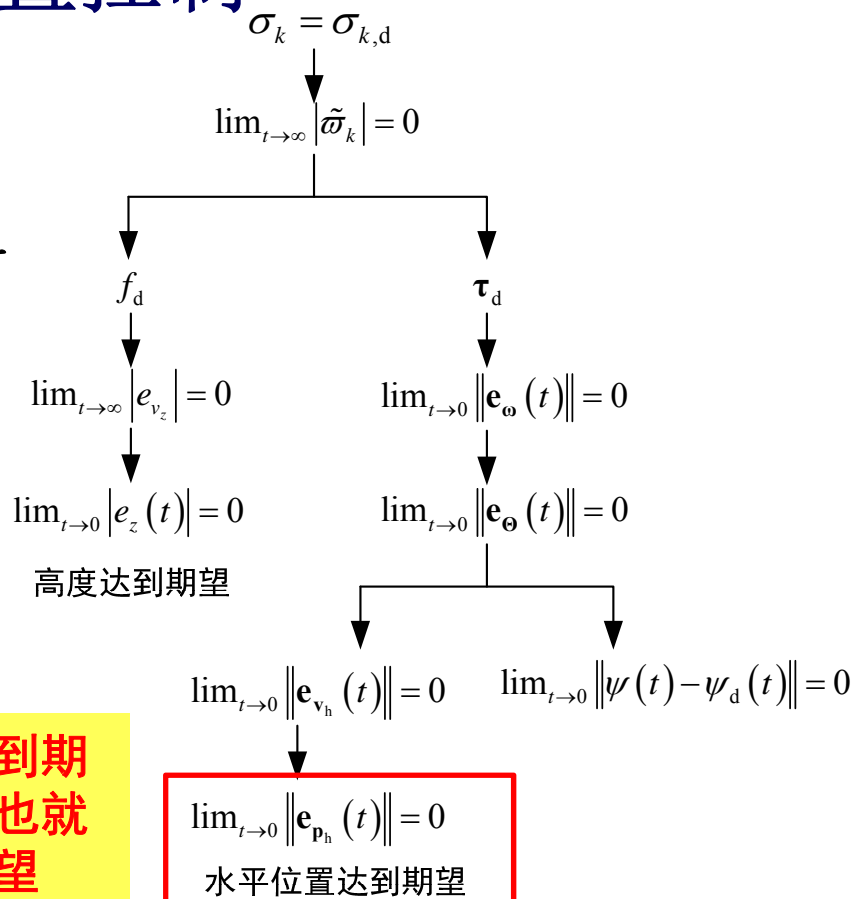 σ_k = σ_{k,d}
lim_{t→∞} |ϖ̃_k| = 0
f_d
τ_d
lim_{t→∞} |e_{v_z}| = 0
lim_{t→0} ‖e_ω(t)‖ = 0
lim_{t→0} |e_z(t)| = 0
lim_{t→0} ‖e_Θ(t)‖ = 0
高度达到期望
lim_{t→0} ‖e_{v_h}(t)‖ = 0
lim_{t→0} ‖ψ(t) − ψ_d(t)‖ = 0
到期
也就
望
lim_{t→0} ‖e_{p_h}(t)‖ = 0
水平位置达到期望